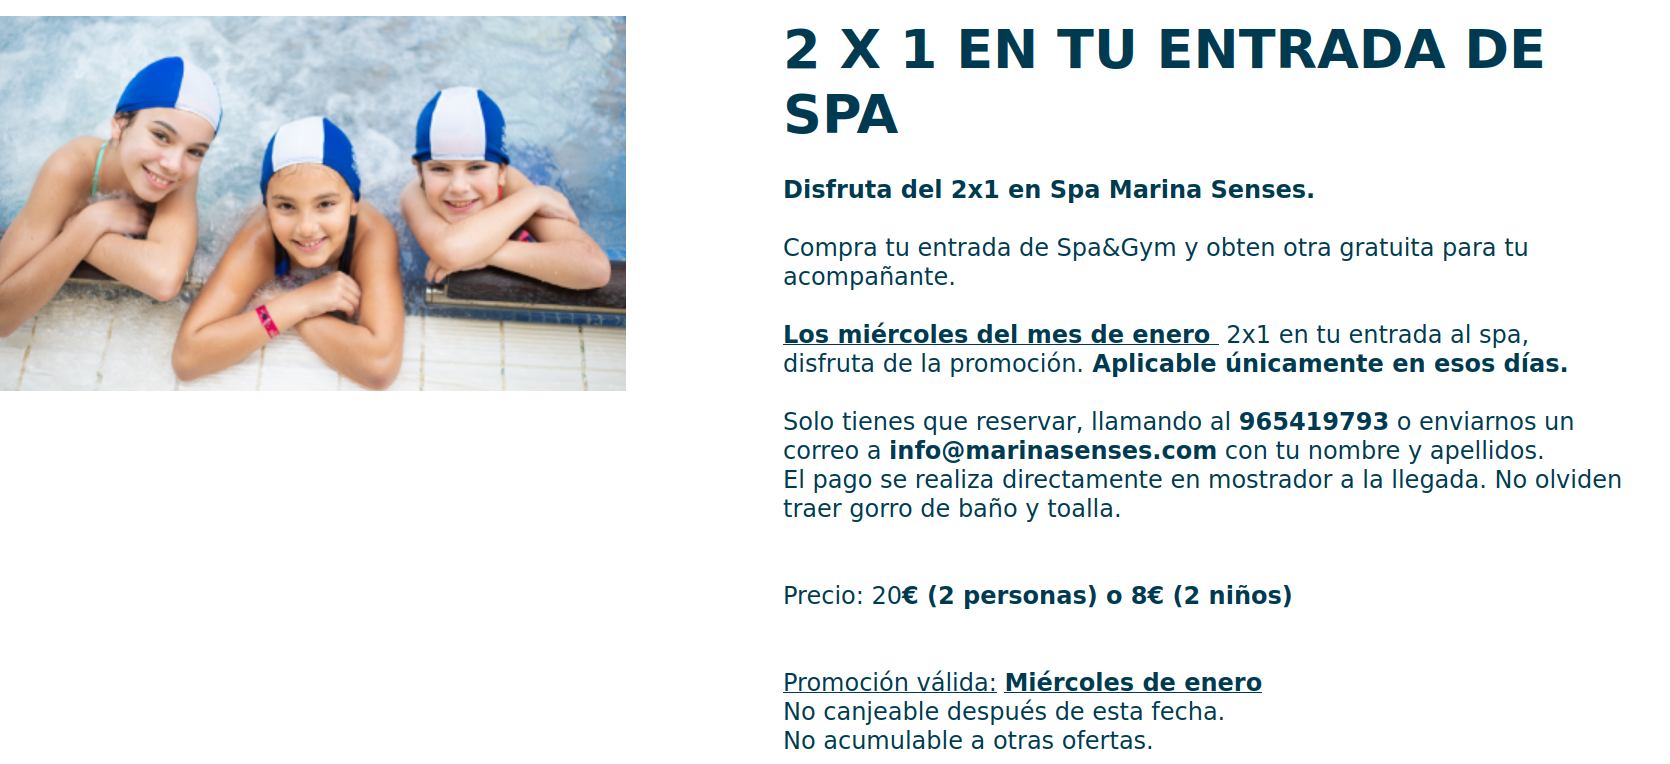 2 X 1 EN TU ENTRADA DE
SPA
Disfruta del 2x1 en Spa Marina Senses.
Compra tu entrada de Spa&Gym y obten otra gratuita para tu
acompañante.
Los miércoles del mes de enero 2x1 en tu entrada al spa,
disfruta de la promoción. Aplicable únicamente en esos días.
Solo tienes que reservar, llamando al 965419793 o enviarnos un
correo a info@marinasenses.com con tu nombre y apellidos.
El pago se realiza directamente en mostrador a la llegada. No olviden
traer gorro de baño y toalla.
Precio: 20€ (2 personas) o 8€ (2 niños)
Promoción válida: Miércoles de enero
No canjeable después de esta fecha.
No acumulable a otras ofertas.